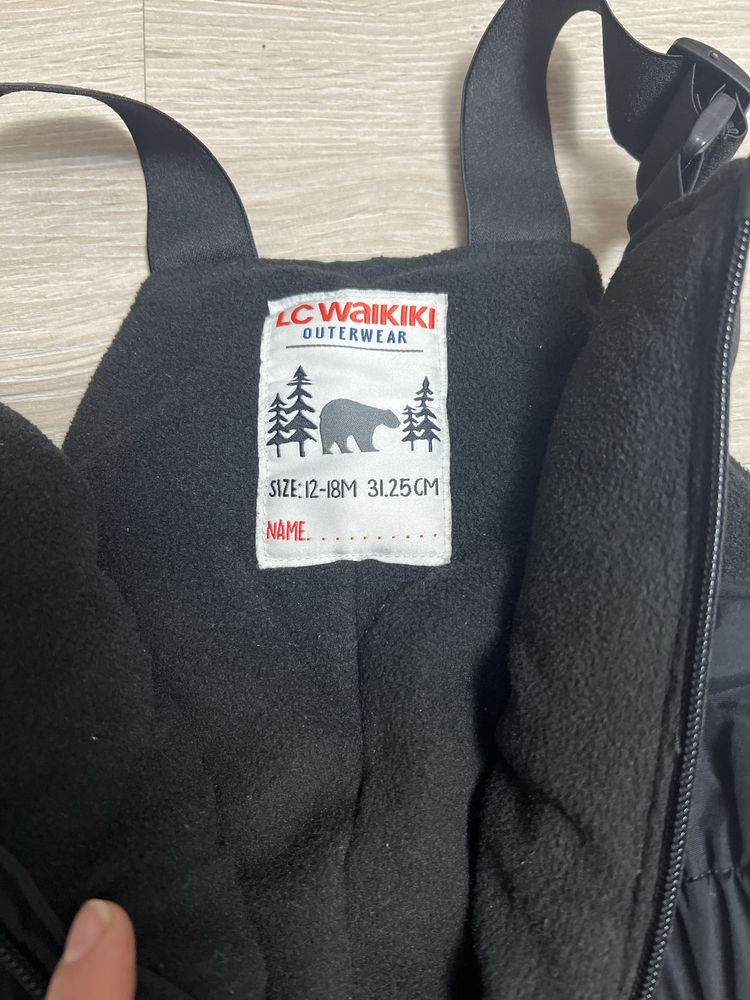 LC WAIKIKI
OUTERWEAR
SIZE: 12-18M 31.25CM
NAME..........